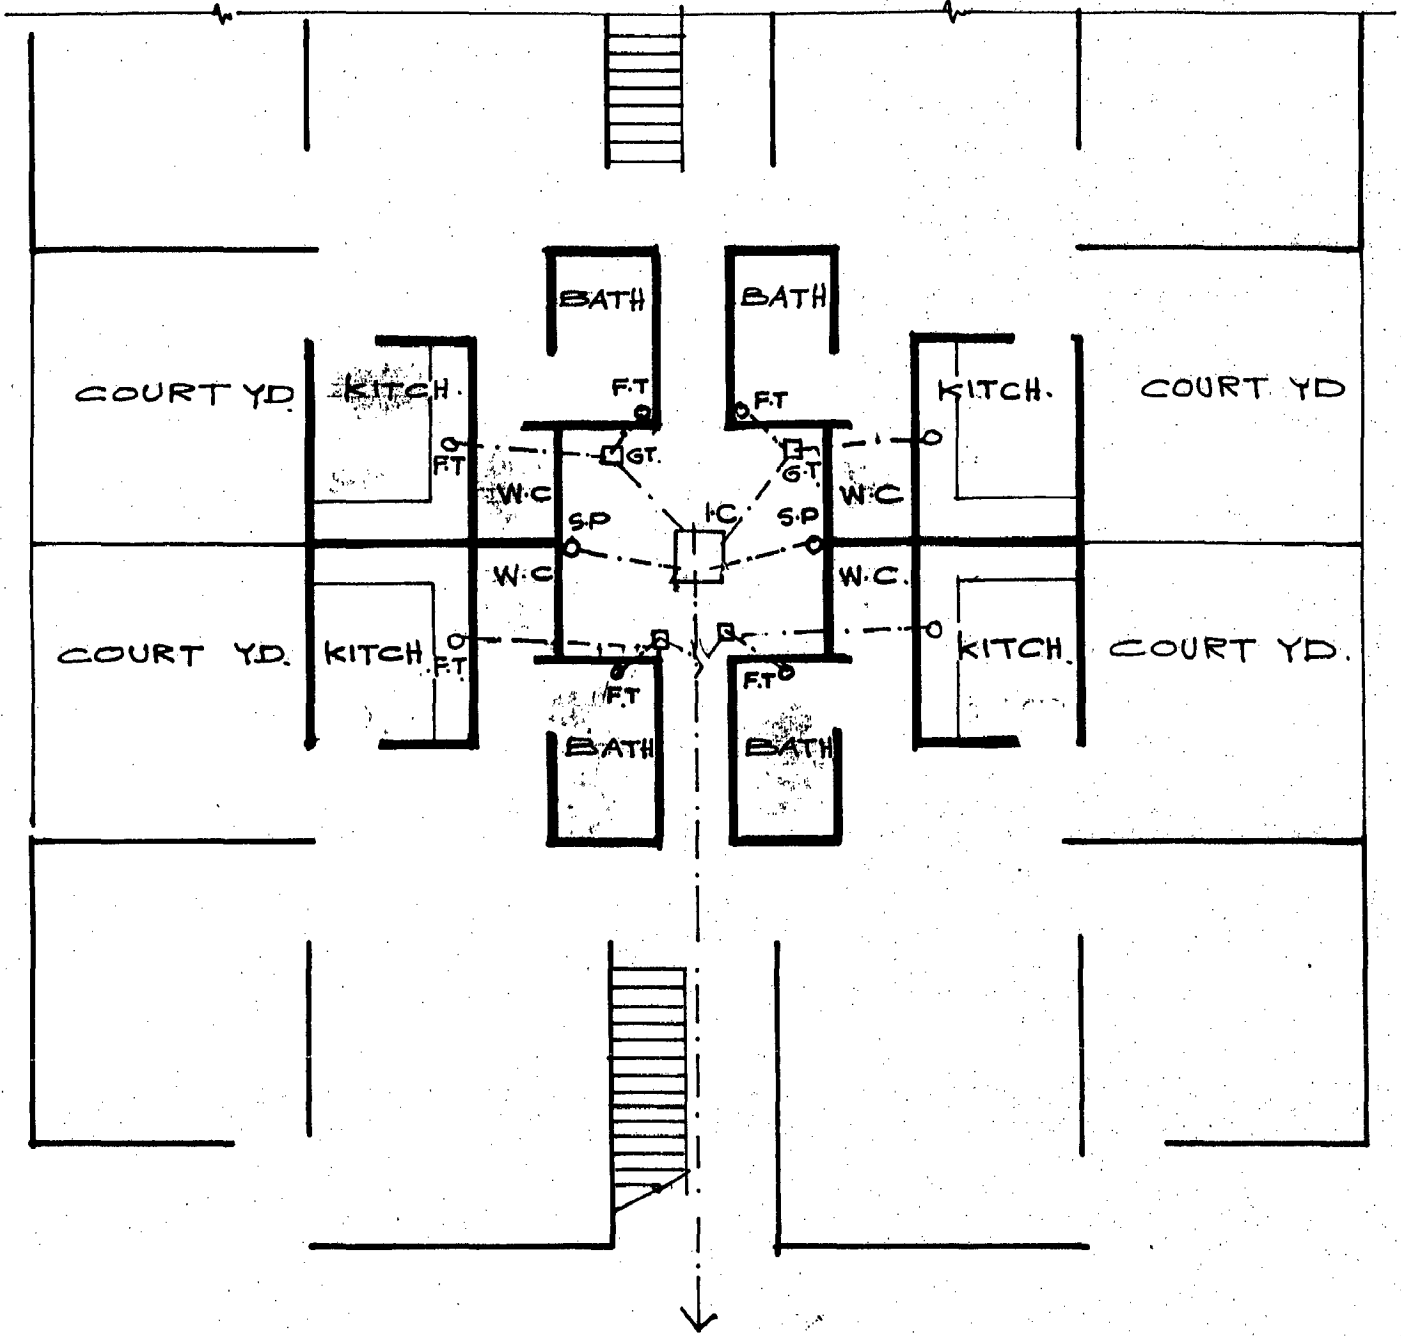 BATH BATH
F.T F.T
COURT YD. KITCH. KITCH. COURT YD
F.T GT. G.T.
W.C W.C
S.P I.C S.P
W.C W.C.
COURT YD. KITCH. F.T KITCH. COURT YD.
F.T F.T
BATH BATH